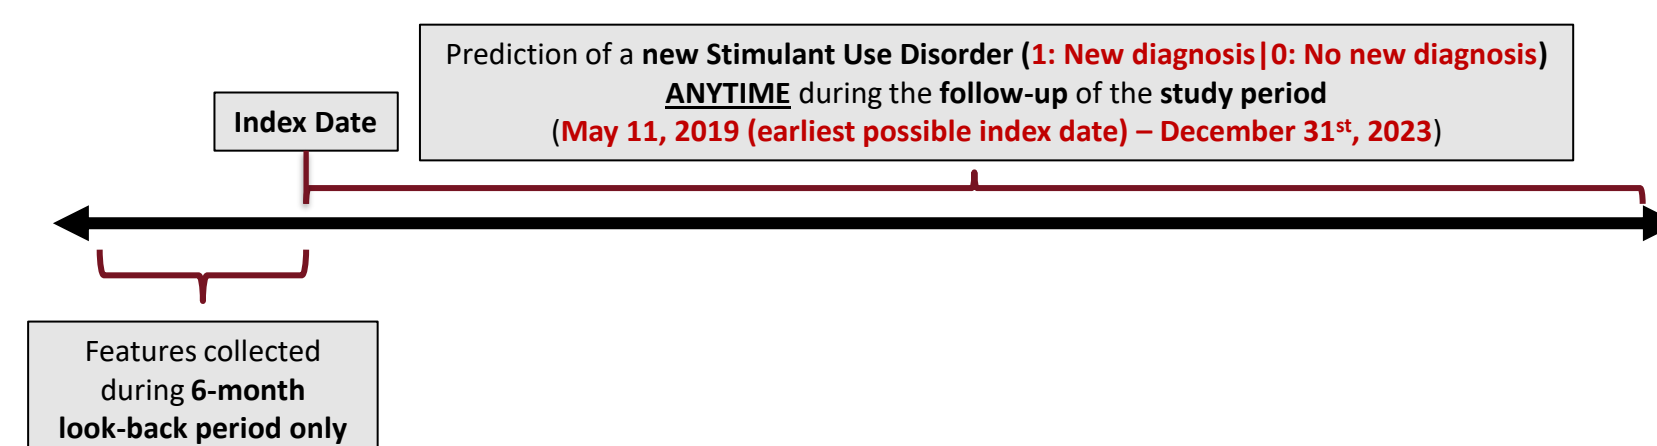 Prediction of a new Stimulant Use Disorder (1: New diagnosis|0: No new diagnosis)
ANYTIME during the follow-up of the study period
(May 11, 2019 (earliest possible index date) – December 31st, 2023)
Index Date
Features collected
during 6-month
look-back period only